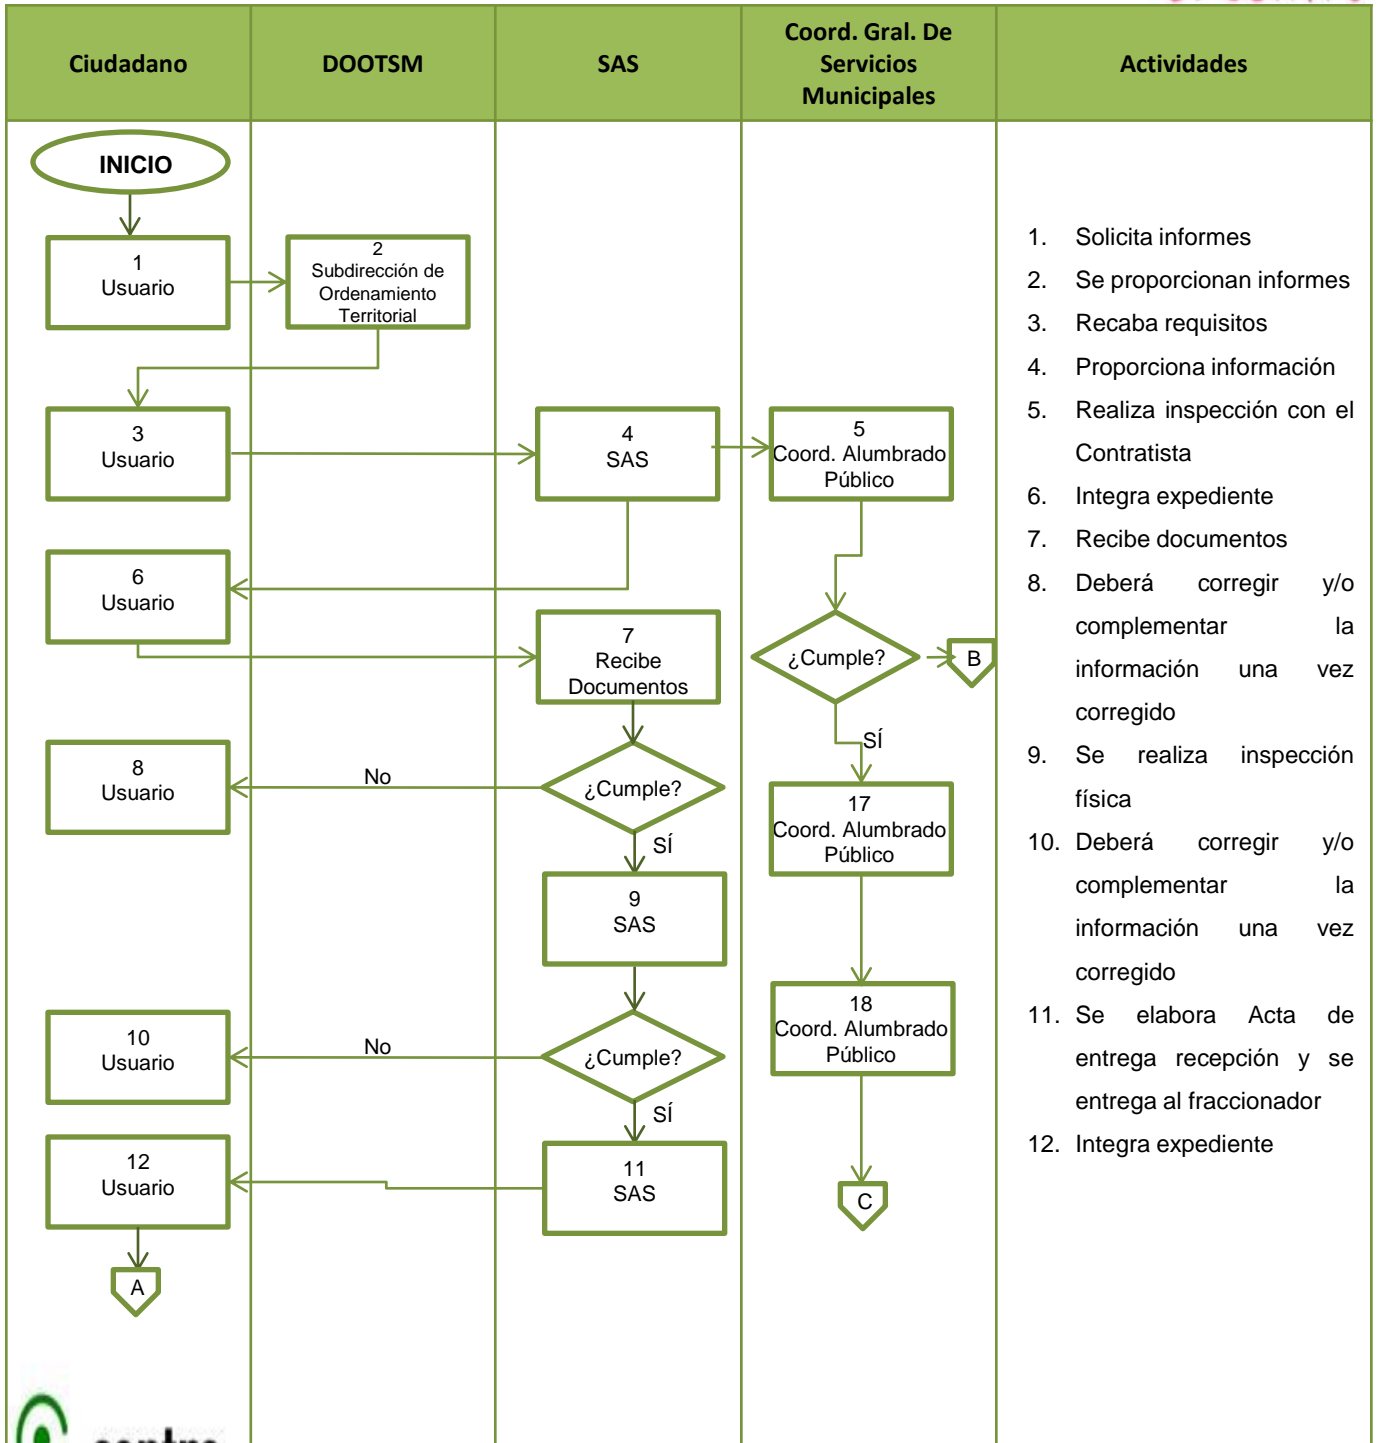 Ciudadano
DOOTSM
SAS
Coord. Gral. De
Servicios
Municipales
Actividades
INICIO
1
Usuario
2
Subdirección de
Ordenamiento
Territorial
3
Usuario
4
SAS
5
Coord. Alumbrado
Público
6
Usuario
7
Recibe
Documentos
¿Cumple?
B
SÍ
8
Usuario
No
¿Cumple?
SÍ
17
Coord. Alumbrado
Público
9
SAS
18
Coord. Alumbrado
Público
10
Usuario
No
¿Cumple?
SÍ
12
Usuario
11
SAS
C
A
1. Solicita informes
2. Se proporcionan informes
3. Recaba requisitos
4. Proporciona información
5. Realiza inspección con el
Contratista
6. Integra expediente
7. Recibe documentos
8. Deberá corregir y/o
complementar la
información una vez
corregido
9. Se realiza inspección
física
10. Deberá corregir y/o
complementar la
información una vez
corregido
11. Se elabora Acta de
entrega recepción y se
entrega al fraccionador
12. Integra expediente